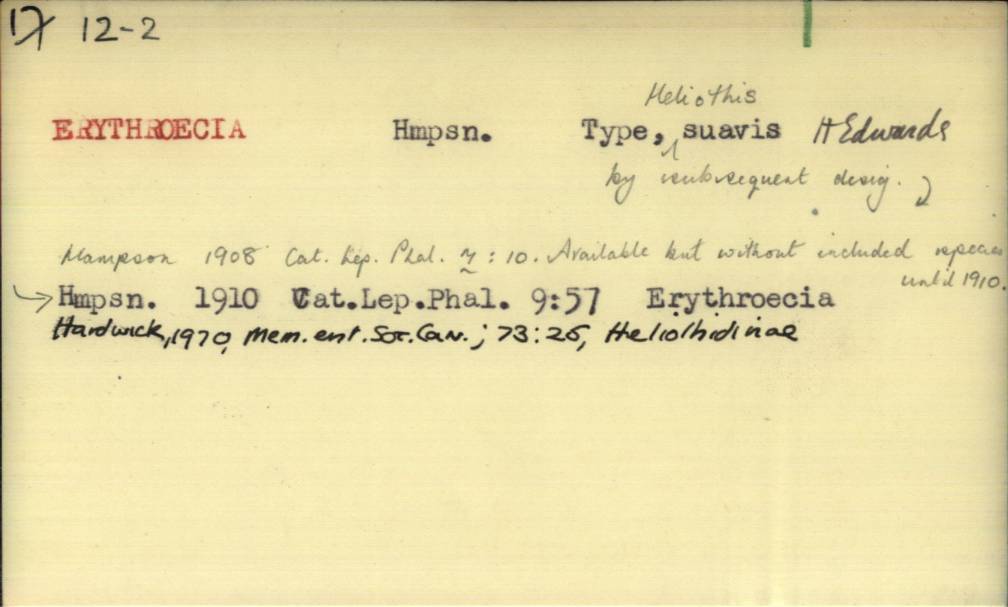 17 12-2
Heliothis
ERYTHROECIA Hmpsn. Type, suavis H Edwards
by subsequent desig.
Hampson 1908 Cat. Lep. Phal. 7 : 10. Available but without included species
until 1910.
Hmpsn. 1910 Cat.Lep.Phal. 9:57 Erythroecia
Hardwick, 1970, Mem. ent. Soc. Can.; 73:26, Heliothidinae